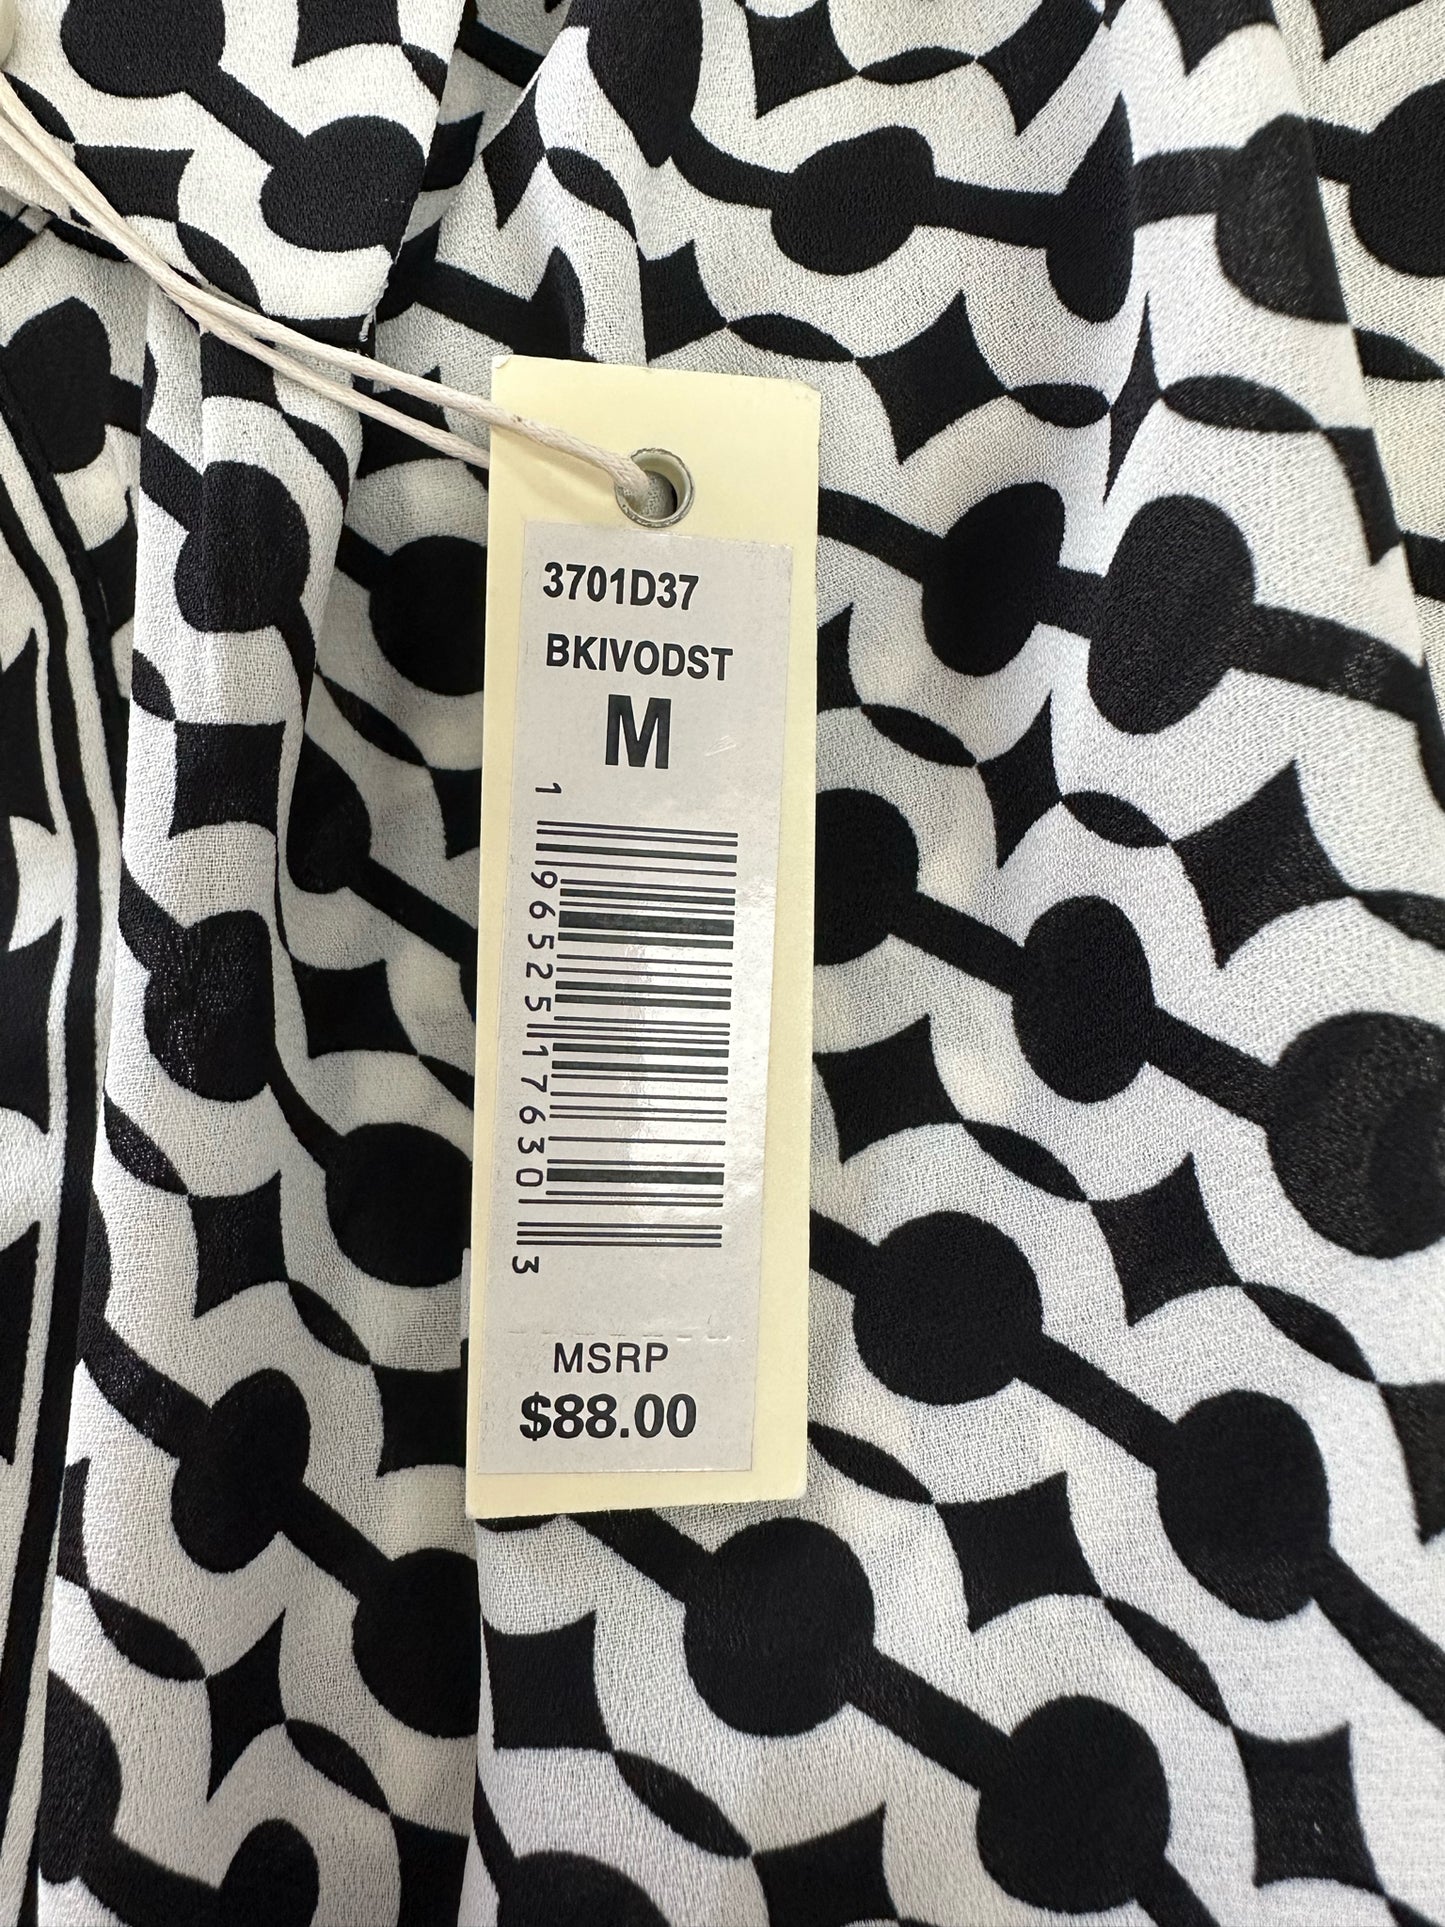 3701D37
BKIVODST
M
1 96525 17630 3
MSRP
$88.00